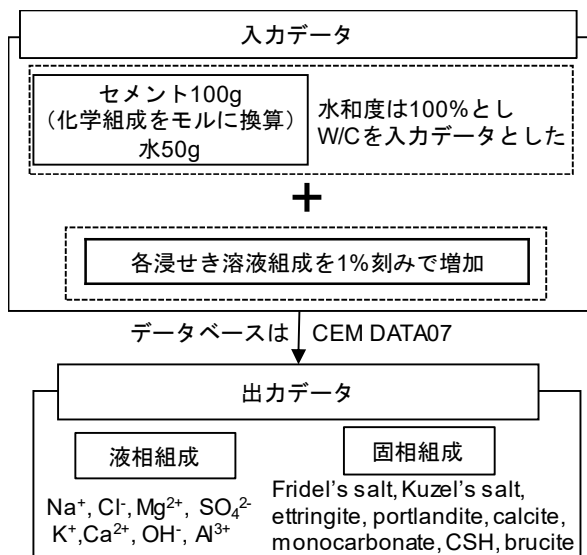 入力データ
セメント100g
(化学組成をモルに換算)
水50g
水和度は100%とし
W/Cを入力データとした
+
各浸せき溶液組成を1%刻みで増加
データベースは CEM DATA07
出力データ
液相組成
Na⁺, Cl⁻, Mg²⁺, SO₄²⁻
K⁺, Ca²⁺, OH⁻, Al³⁺
固相組成
Fridel's salt, Kuzel's salt,
ettringite, portlandite, calcite,
monocarbonate, CSH, brucite